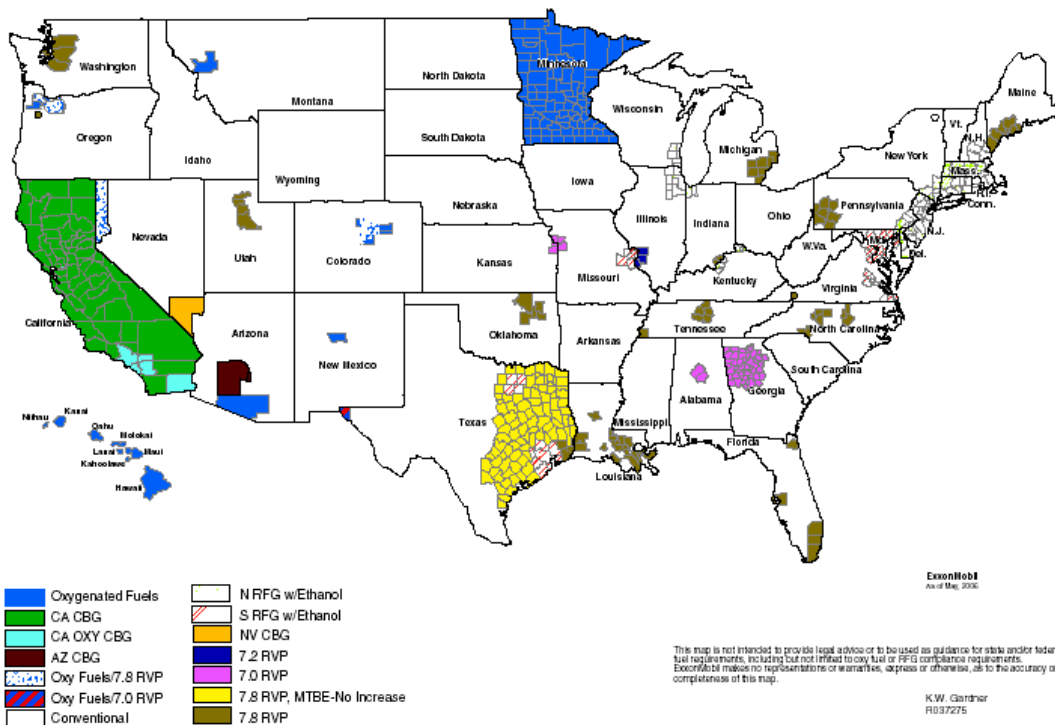 Washington
Montana
North Dakota
Minnesota
Maine
Oregon
Idaho
South Dakota
Wisconsin
Michigan
Vt.
N.H.
New York
Mass.
R.I.
Conn.
Wyoming
Iowa
Nebraska
Pennsylvania
N.J.
Nevada
Utah
Colorado
Kansas
Illinois
Indiana
Ohio
W.Va.
Md.
Del.
Missouri
Kentucky
Virginia
California
Arizona
New Mexico
Oklahoma
Arkansas
Tennessee
North Carolina
South Carolina
Texas
Mississippi
Alabama
Georgia
Florida
Louisiana
Niihau
Kauai
Oahu
Molokai
Lanai
Maui
Kahoolawe
Hawaii
ExxonMobil
As of May, 2006
Oxygenated Fuels
CA CBG
CA OXY CBG
AZ CBG
Oxy Fuels/7.8 RVP
Oxy Fuels/7.0 RVP
Conventional
N RFG w/Ethanol
S RFG w/Ethanol
NV CBG
7.2 RVP
7.0 RVP
7.8 RVP, MTBE-No Increase
7.8 RVP
This map is not intended to provide legal advice or to be used as guidance for state and/or feder
fuel requirements, including but not limited to oxy fuel or RFG compliance requirements.
ExxonMobil makes no representations or warranties, express or otherwise, as to the accuracy or
completeness of this map.
K.W. Gardner
R037275